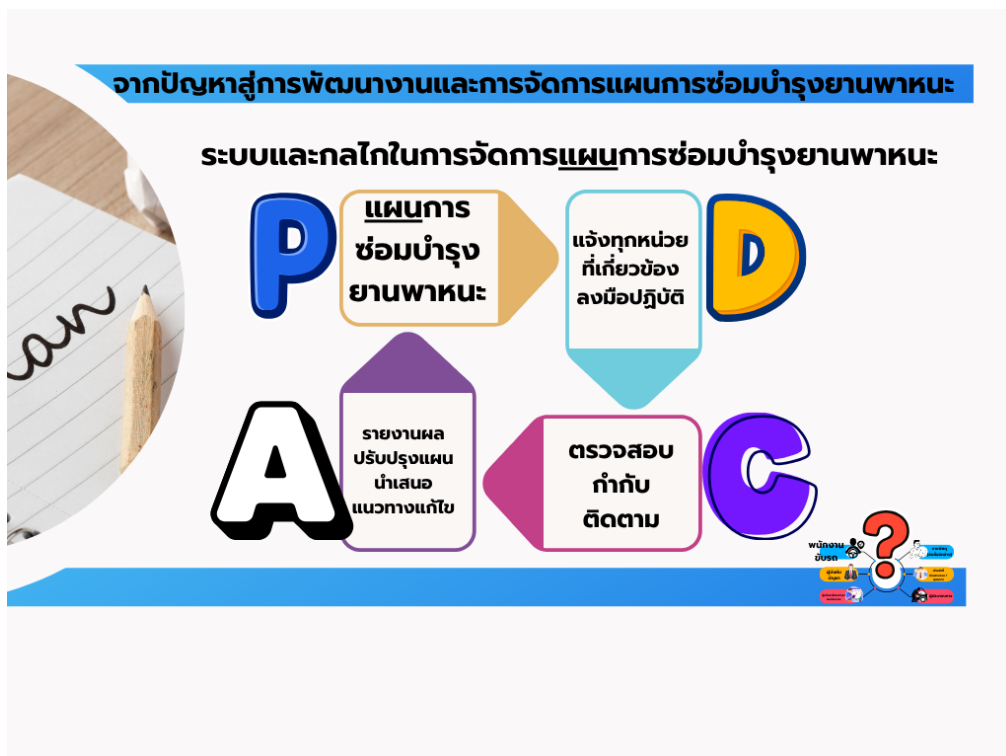 จากปัญหาสู่การพัฒนางานและการจัดการแผนการซ่อมบำรุงยานพาหนะ
ระบบและกลไกในการจัดการแผนการซ่อมบำรุงยานพาหนะ
P
แผนการ
ซ่อมบำรุง
ยานพาหนะ
แจ้งทุกหน่วย
ที่เกี่ยวข้อง
ลงมือปฏิบัติ
D
A
รายงานผล
ปรับปรุงแผน
นำเสนอ
แนวทางแก้ไข
ตรวจสอบ
กำกับ
ติดตาม
C
พนักงาน
ขับรถ
?